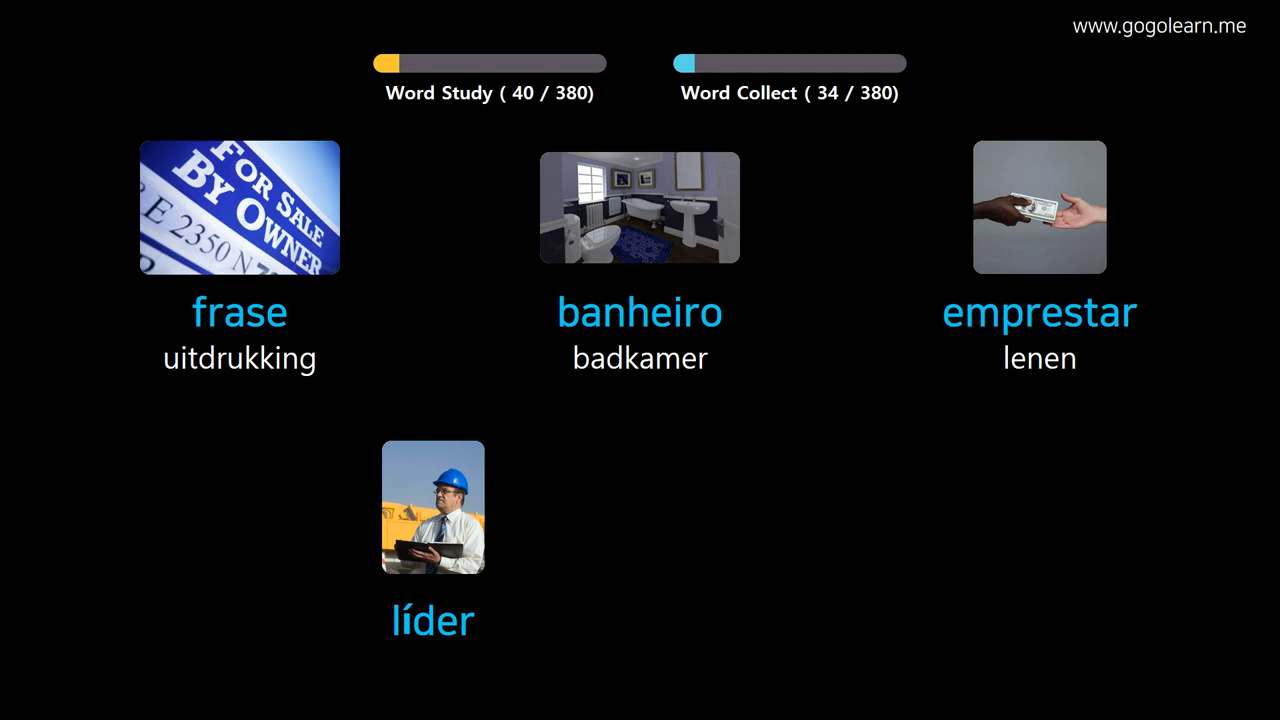 www.gogolearn.me
Word Study ( 40 / 380)
Word Collect ( 34 / 380)
FOR SALE
BY OWNER
E 2350 N
frase
uitdrukking
banheiro
badkamer
emprestar
lenen
líder